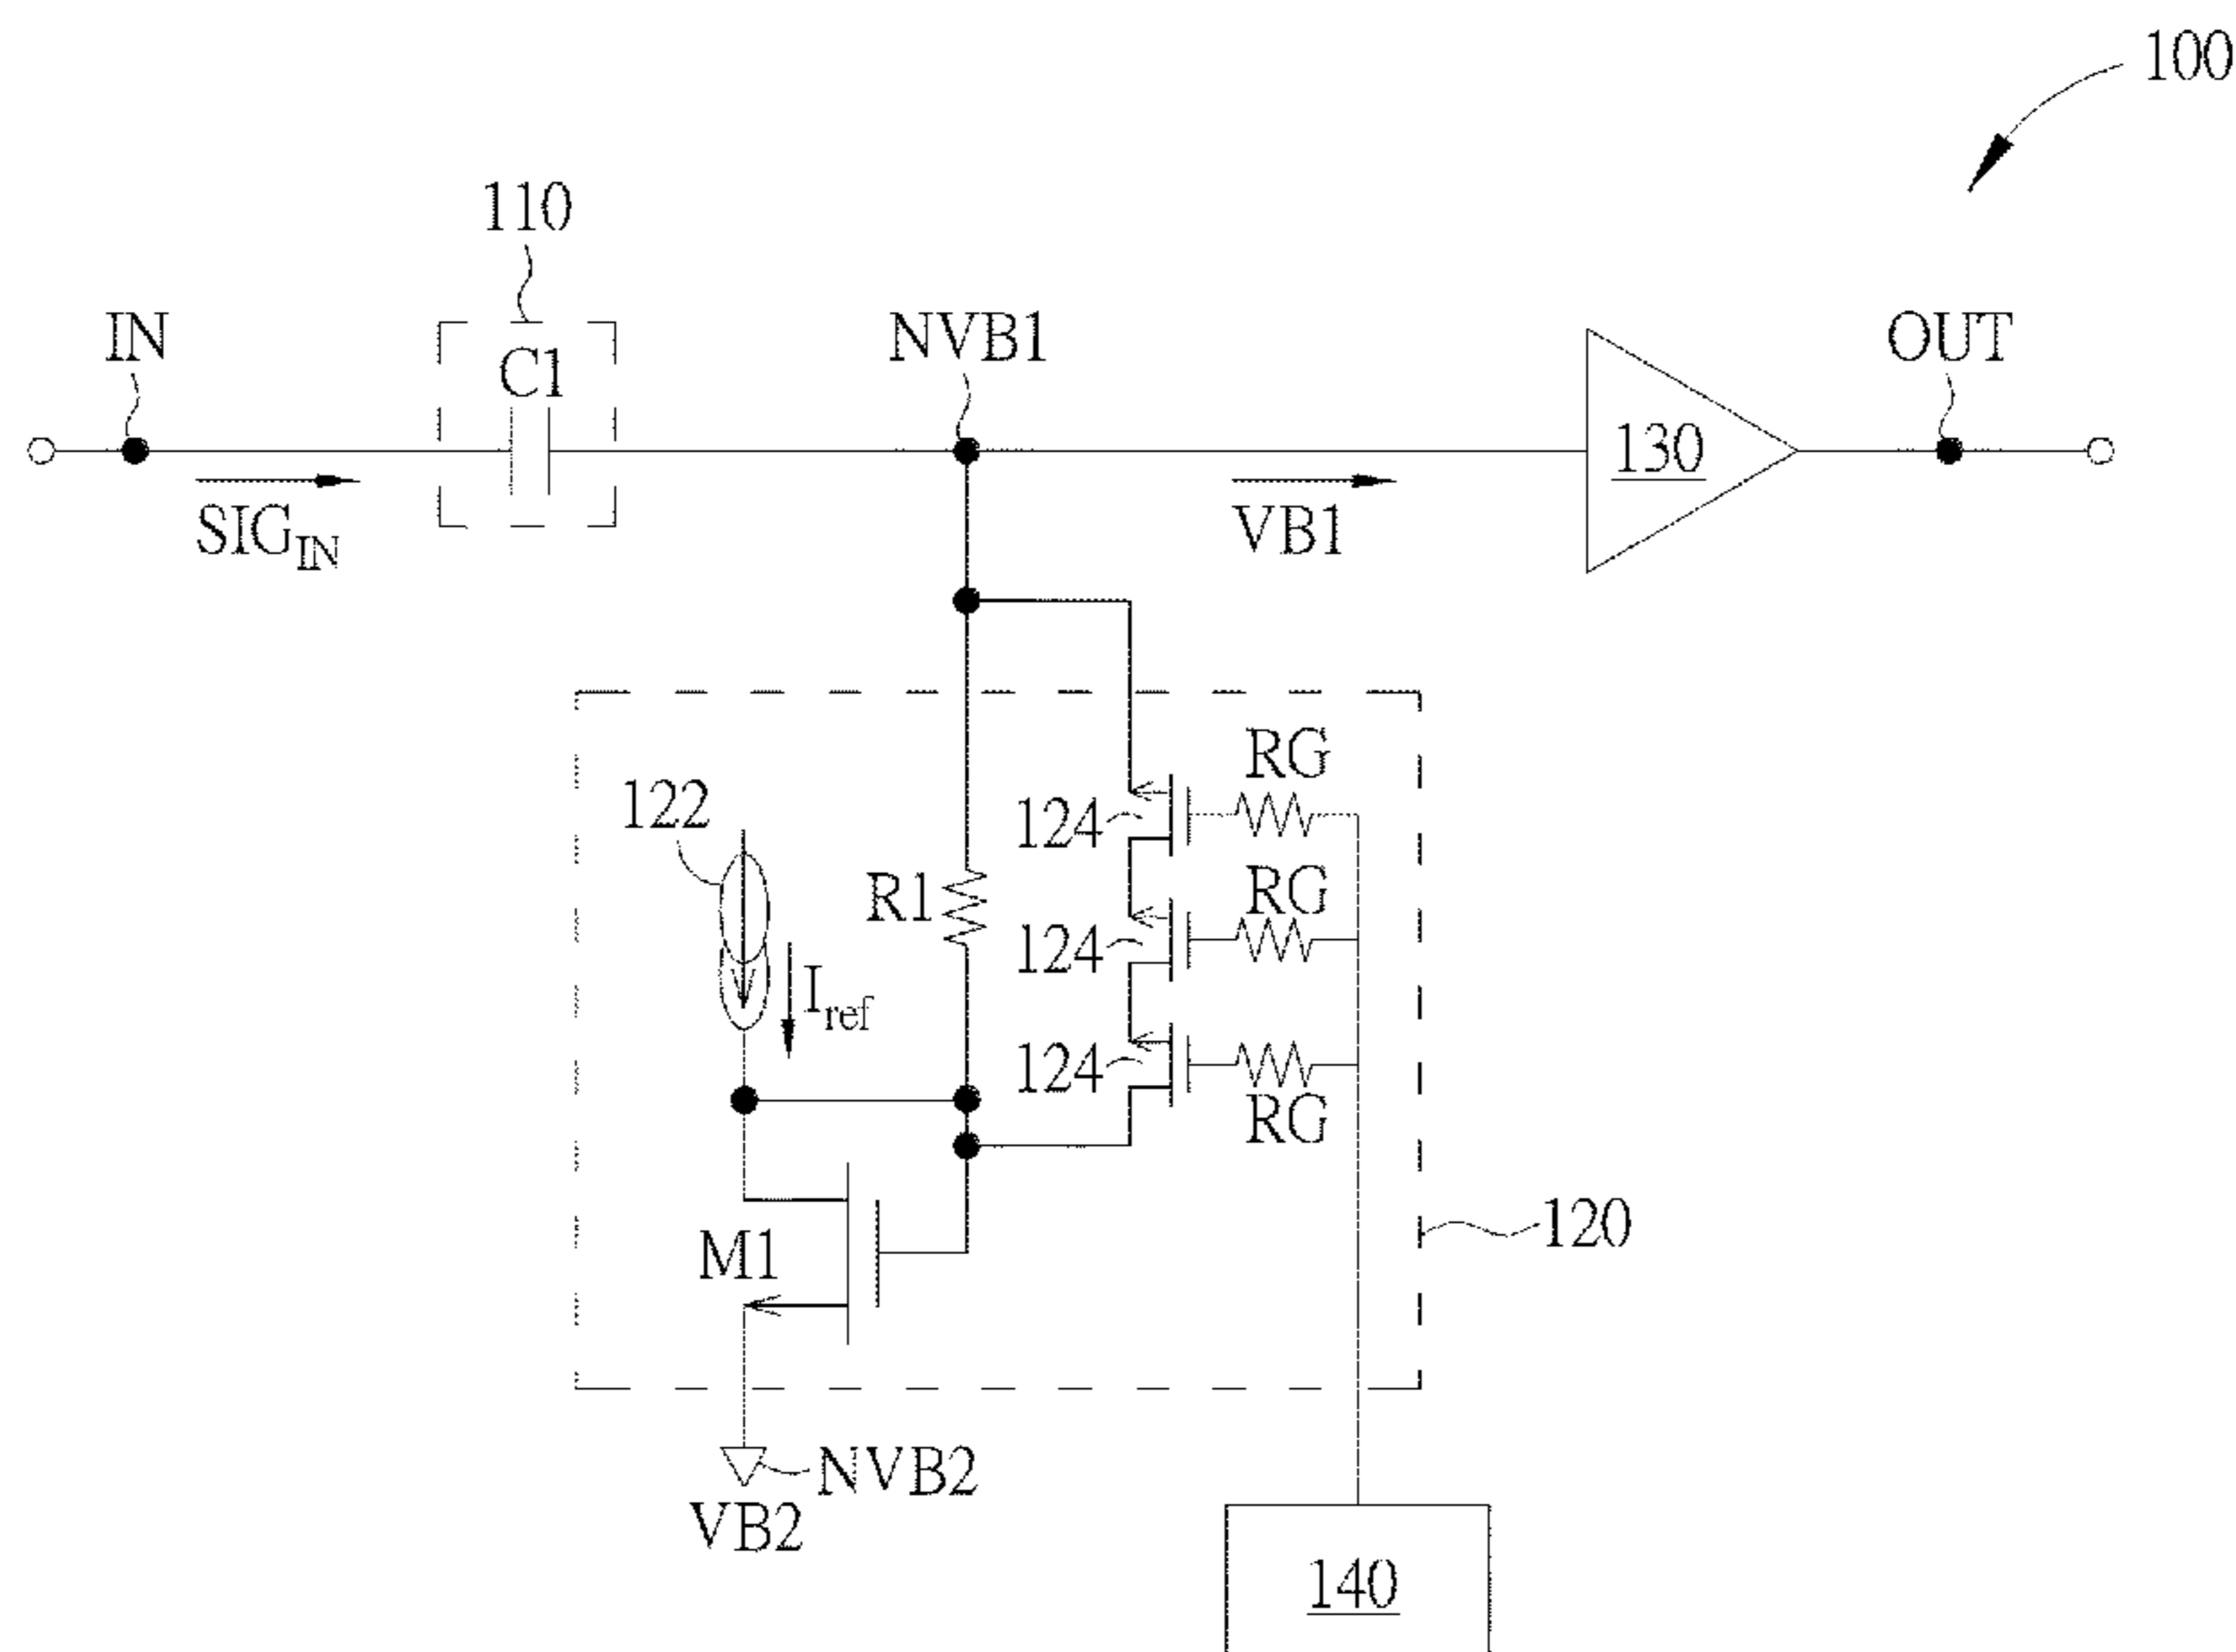 100
110
IN
C1
NVB1
OUT
130
SIG_IN
VB1
RG
122
124
R1
RG
124
I_ref
124
RG
M1
120
NVB2
VB2
140